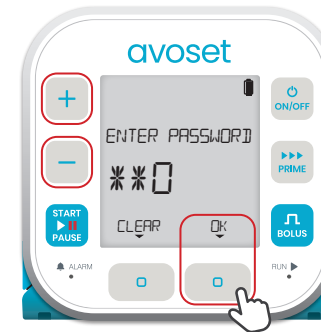 avoset
+
ON/OFF
ENTER PASSWORD
**0
−
PRIME
START
PAUSE
CLEAR
OK
BOLUS
ALARM
RUN